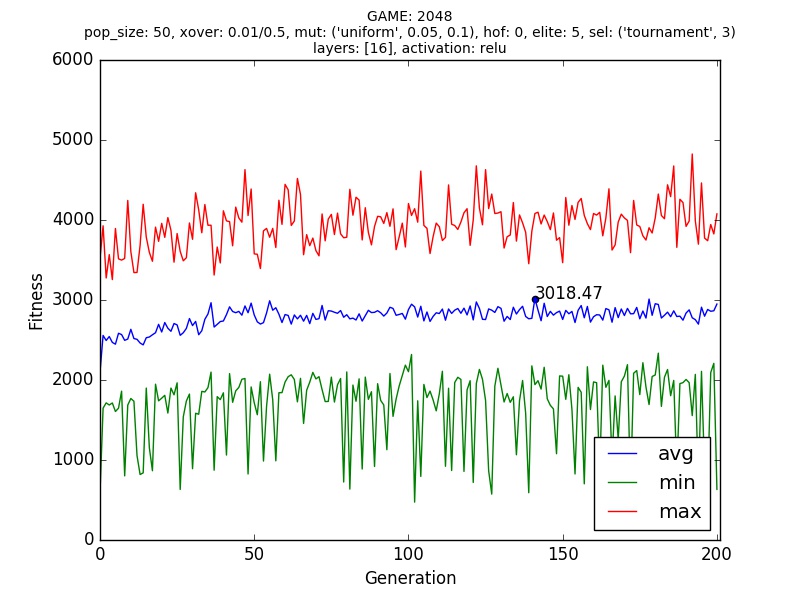 GAME: 2048
pop_size: 50, xover: 0.01/0.5, mut: ('uniform', 0.05, 0.1), hof: 0, elite: 5, sel: ('tournament', 3)
layers: [16], activation: relu
6000
5000
4000
3000
2000
1000
0
Fitness
3018.47
avg
min
max
0
50
100
150
200
Generation